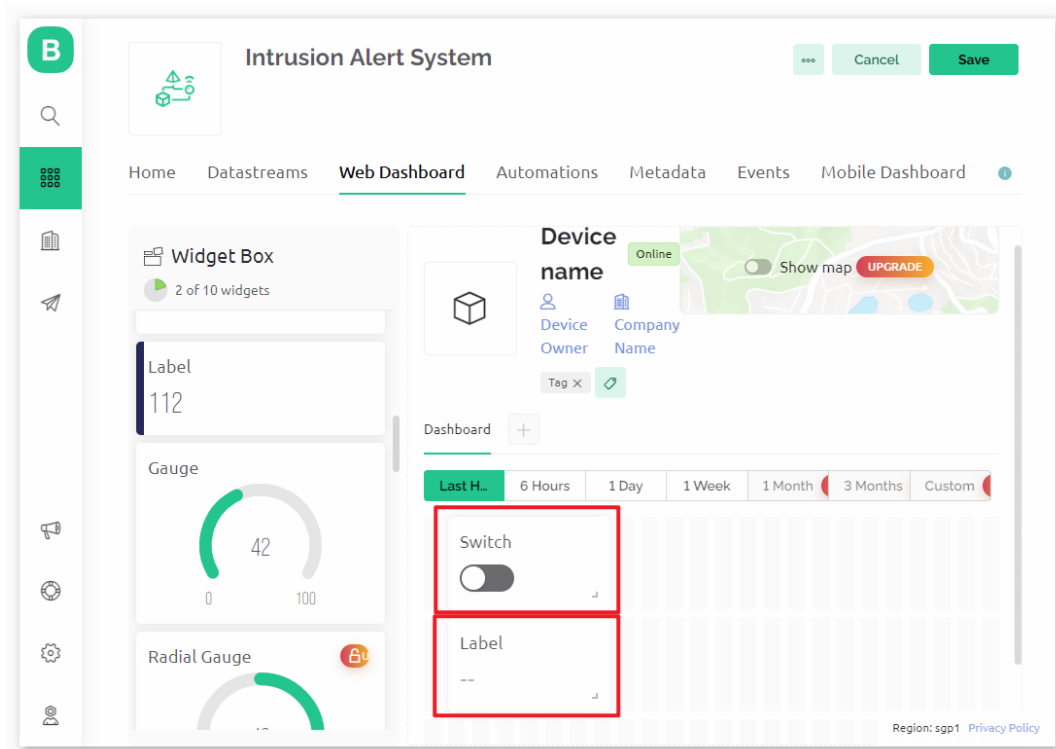 B
Intrusion Alert System
Cancel
Save
Home Datastreams Web Dashboard Automations Metadata Events Mobile Dashboard
Widget Box
2 of 10 widgets
Label
112
Gauge
42
0 100
Radial Gauge
Device name
Online
Device Owner
Company Name
Tag
Show map UPGRADE
Dashboard
Last H... 6 Hours 1 Day 1 Week 1 Month 3 Months Custom
Switch
Label
--
Region: sgp1 Privacy Policy